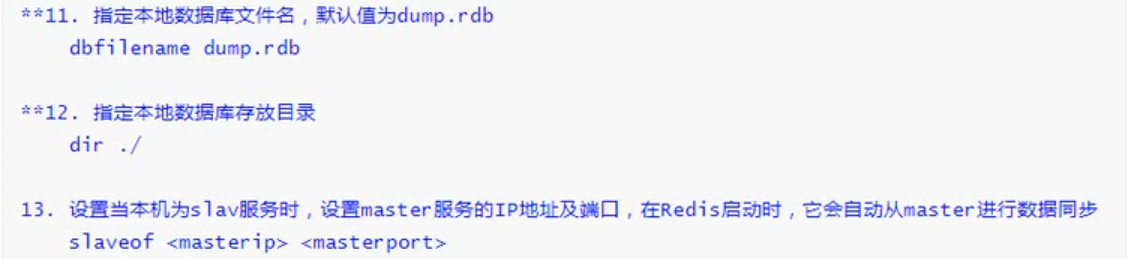 **11. 指定本地数据库文件名，默认值为dump.rdb
dbfilename dump.rdb
**12. 指定本地数据库存放目录
dir ./
13. 设置当本机为slav服务时，设置master服务的IP地址及端口，在Redis启动时，它会自动从master进行数据同步
slaveof <masterip> <masterport>